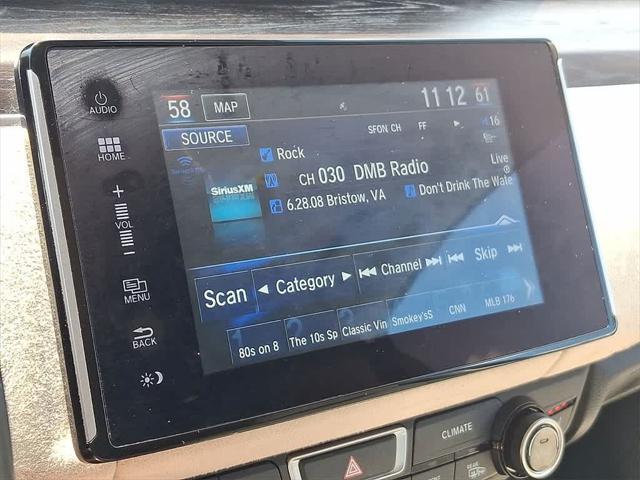 AUDIO
HOME
+
VOL
−
MENU
BACK
58 MAP 11 12 61
SOURCE SFON CH FF 16
Rock
SiriusXM CH 030 DMB Radio Live
6.28.08 Bristow, VA Don't Drink The Wate
Scan Category Channel Skip
80s on 8 The 10s Sp Classic Vin Smokey'sS CNN MLB 176
CLIMATE
REAR